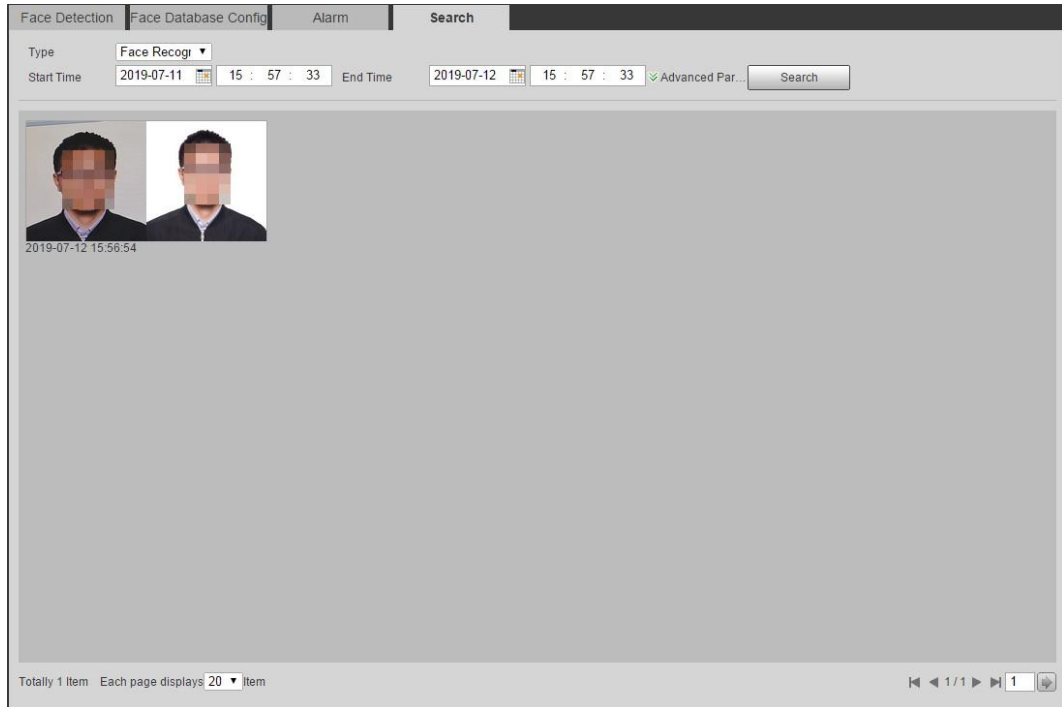 Face Detection Face Database Config Alarm Search
Type Face Recogr
Start Time 2019-07-11 15 : 57 : 33 End Time 2019-07-12 15 : 57 : 33 Advanced Par... Search
2019-07-12 15:56:54
Totally 1 Item Each page displays 20 Item 1 / 1 1